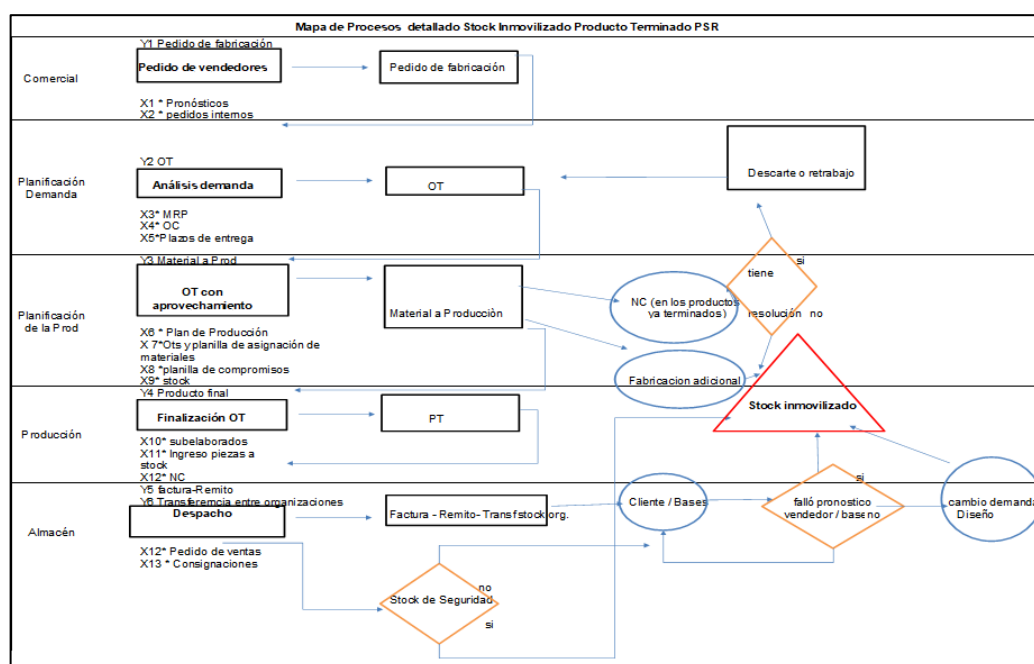 Mapa de Procesos detallado Stock Inmovilizado Producto Terminado PSR
Comercial
Y1 Pedido de fabricación
Pedido de vendedores
Pedido de fabricación
X1 * Pronósticos
X2 * pedidos internos
Planificación
Demanda
Y2 OT
Análisis demanda
OT
Descarte o retrabajo
X3* MRP
X4* OC
X5*Plazos de entrega
Planificación
de la Prod
Y3 Material a Prod
OT con
aprovechamiento
Material a Producciòn
NC (en los productos
ya terminados)
si
tiene
resolución no
X6 * Plan de Producción
X 7*Ots y planilla de asignación de
materiales
X8 *planilla de compromisos
X9* stock
Fabricacion adicional
Stock inmovilizado
Producción
Y4 Producto final
Finalización OT
PT
X10* subelaborados
X11* Ingreso piezas a
stock
X12* NC
Almacén
Y5 factura-Remito
Y6 Transferencia entre organizaciones
Despacho
Factura - Remito- Transf stock org.
Cliente / Bases
si
falló pronostico
vendedor / base no
cambio demanda
Diseño
X12* Pedido de ventas
X13 * Consignaciones
no
Stock de Seguridad
si